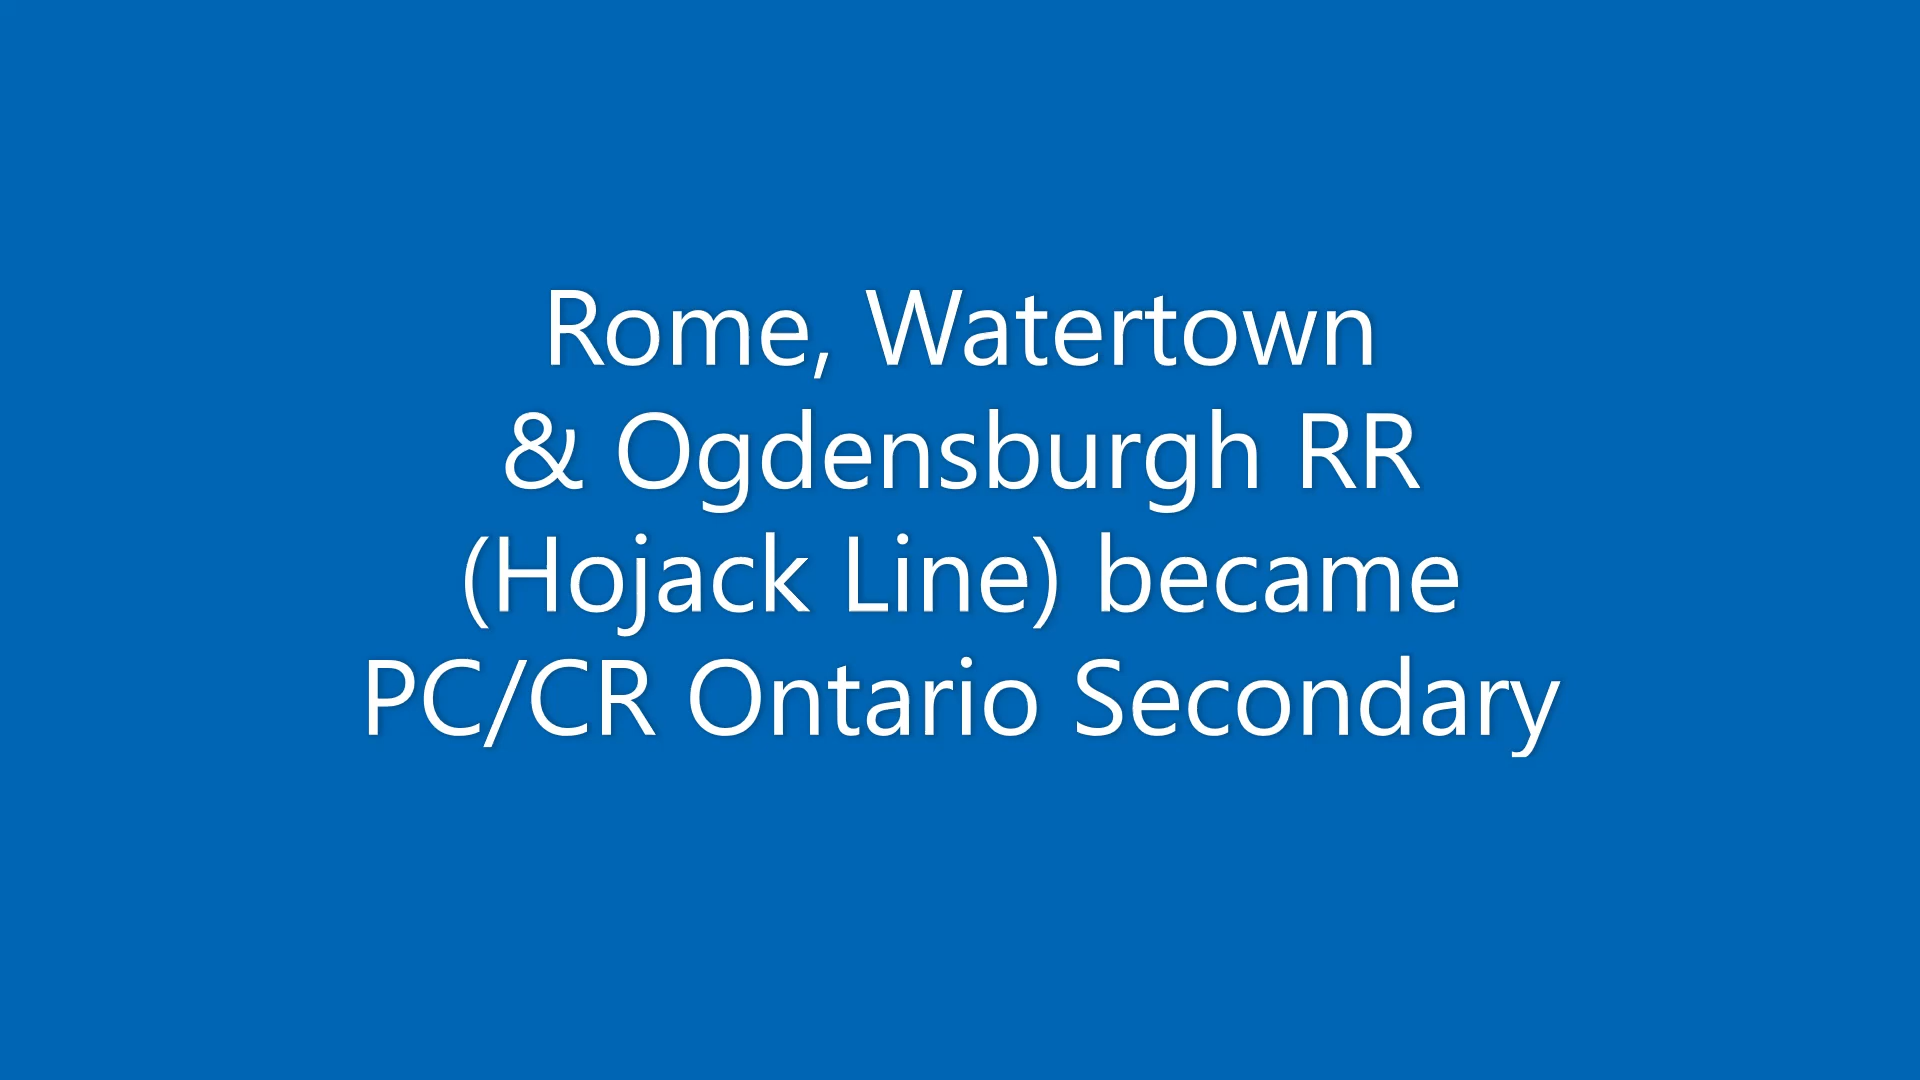 Rome, Watertown
& Ogdensburgh RR
(Hojack Line) became
PC/CR Ontario Secondary